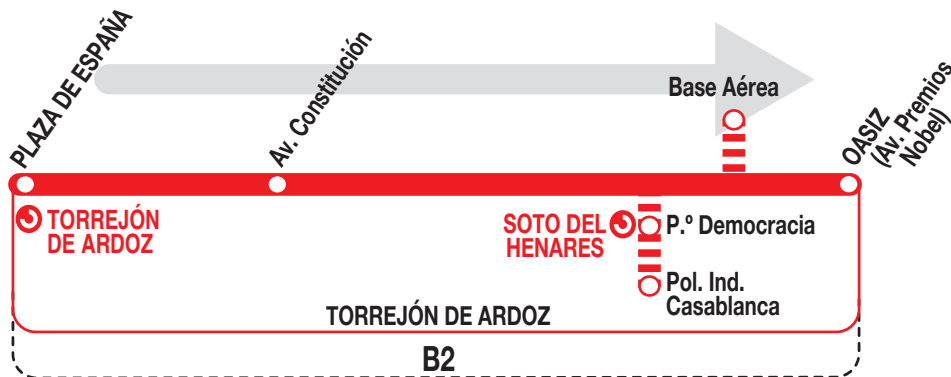 PLAZA DE ESPAÑA
Av. Constitución
Base Aérea
OASIZ
(Av. Premios
Nobel)
TORREJÓN
DE ARDOZ
SOTO DEL
HENARES
P.º Democracia
Pol. Ind.
Casablanca
TORREJÓN DE ARDOZ
B2